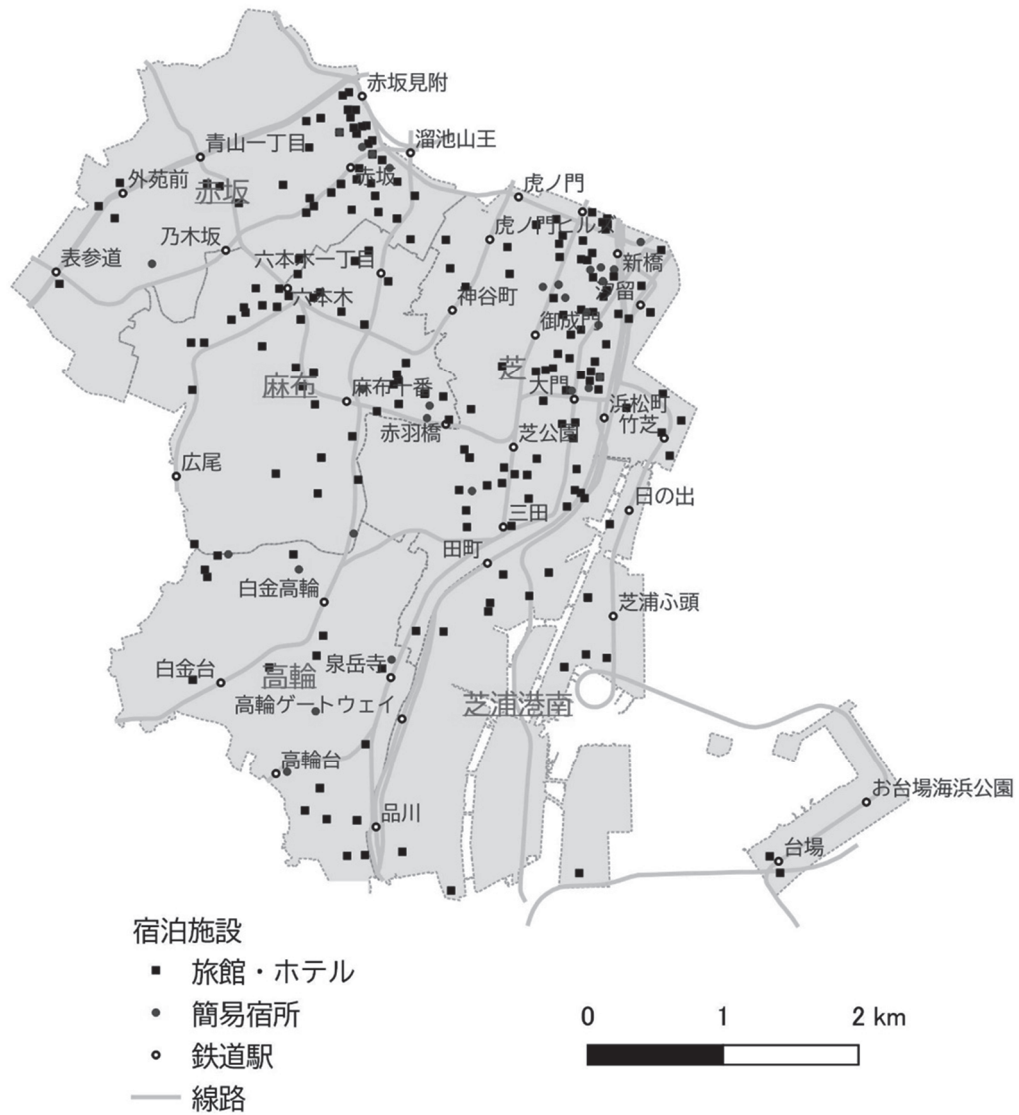 赤坂見附
青山一丁目
溜池山王
外苑前
赤坂
赤坂
虎ノ門
虎ノ門ヒルズ
乃木坂
表参道
六本木一丁目
新橋
六本木
神谷町
汐留
御成門
芝
麻布
麻布十番
大門
浜松町
竹芝
赤羽橋
芝公園
広尾
日の出
三田
田町
白金高輪
芝浦ふ頭
白金台
泉岳寺
高輪
高輪ゲートウェイ
芝浦港南
高輪台
お台場海浜公園
品川
台場
宿泊施設
旅館・ホテル
簡易宿所
鉄道駅
線路
0 1 2 km